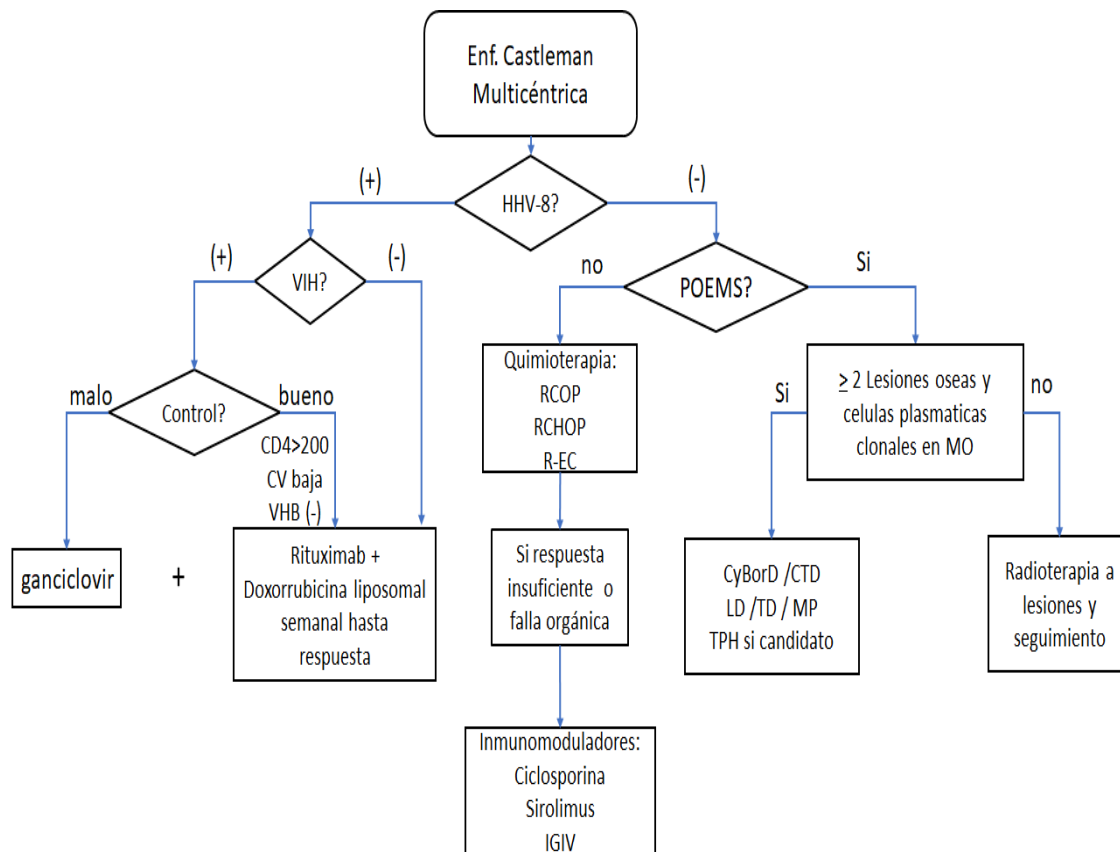 Enf. Castleman
Multicéntrica
(+)
(-)
HHV-8?
(+)
(-)
VIH?
no
Si
POEMS?
malo
bueno
Control?
CD4>200
CV baja
VHB (-)
Quimioterapia:
RCOP
RCHOP
R-EC
Si
no
≥ 2 Lesiones oseas y
celulas plasmaticas
clonales en MO
ganciclovir
+
Rituximab +
Doxorrubicina liposomal
semanal hasta
respuesta
Si respuesta
insuficiente o
falla orgánica
CyBorD /CTD
LD /TD / MP
TPH si candidato
Radioterapia a
lesiones y
seguimiento
Inmunomoduladores:
Ciclosporina
Sirolimus
IGIV